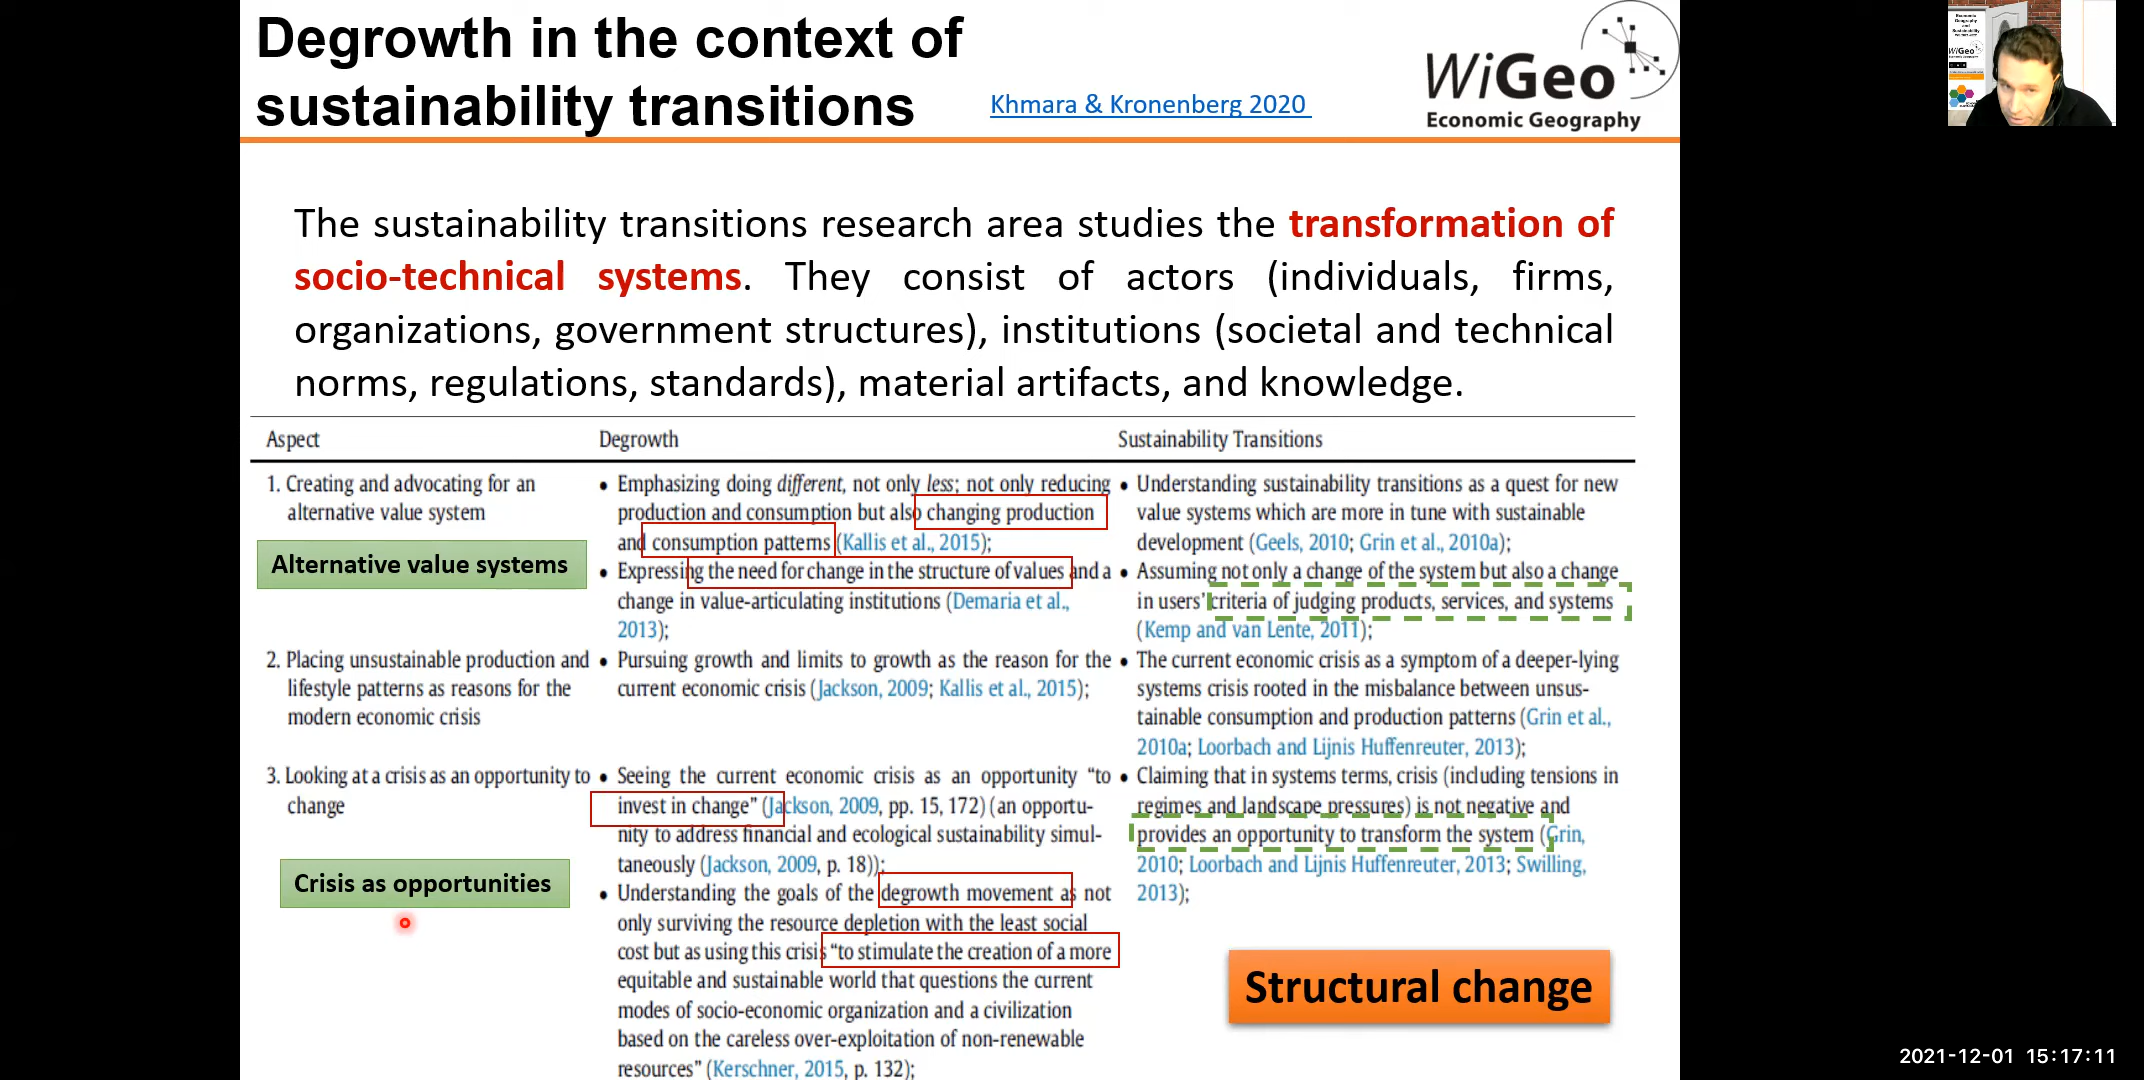 Degrowth in the context of
sustainability transitions
Khmara & Kronenberg 2020
WiGeo
Economic Geography
The sustainability transitions research area studies the transformation of
socio-technical systems. They consist of actors (individuals, firms,
organizations, government structures), institutions (societal and technical
norms, regulations, standards), material artifacts, and knowledge.
Aspect
Degrowth
Sustainability Transitions
1. Creating and advocating for an
alternative value system
Alternative value systems
• Emphasizing doing different, not only less; not only reducing
production and consumption but also changing production
and consumption patterns (Kallis et al., 2015);
• Expressing the need for change in the structure of values and a
change in value-articulating institutions (Demaria et al.,
2013);
• Understanding sustainability transitions as a quest for new
value systems which are more in tune with sustainable
development (Geels, 2010; Grin et al., 2010a);
• Assuming not only a change of the system but also a change
in users' criteria of judging products, services, and systems
(Kemp and van Lente, 2011);
2. Placing unsustainable production and
lifestyle patterns as reasons for the
modern economic crisis
• Pursuing growth and limits to growth as the reason for the
current economic crisis (Jackson, 2009; Kallis et al., 2015);
• The current economic crisis as a symptom of a deeper-lying
systems crisis rooted in the misbalance between unsus-
tainable consumption and production patterns (Grin et al.,
2010a; Loorbach and Lijnis Huffenreuter, 2013);
3. Looking at a crisis as an opportunity to
change
Crisis as opportunities
• Seeing the current economic crisis as an opportunity “to
invest in change” (Jackson, 2009, pp. 15, 172) (an opportu-
nity to address financial and ecological sustainability simul-
taneously (Jackson, 2009, p. 18));
• Understanding the goals of the degrowth movement as not
only surviving the resource depletion with the least social
cost but as using this crisis “to stimulate the creation of a more
equitable and sustainable world that questions the current
modes of socio-economic organization and a civilization
based on the careless over-exploitation of non-renewable
resources” (Kerschner, 2015, p. 132);
• Claiming that in systems terms, crisis (including tensions in
regimes and landscape pressures) is not negative and
provides an opportunity to transform the system (Grin,
2010; Loorbach and Lijnis Huffenreuter, 2013; Swilling,
2013);
Structural change
Economic
Geography
and
Sustainability
WiGeo
2021-12-01 15:17:11